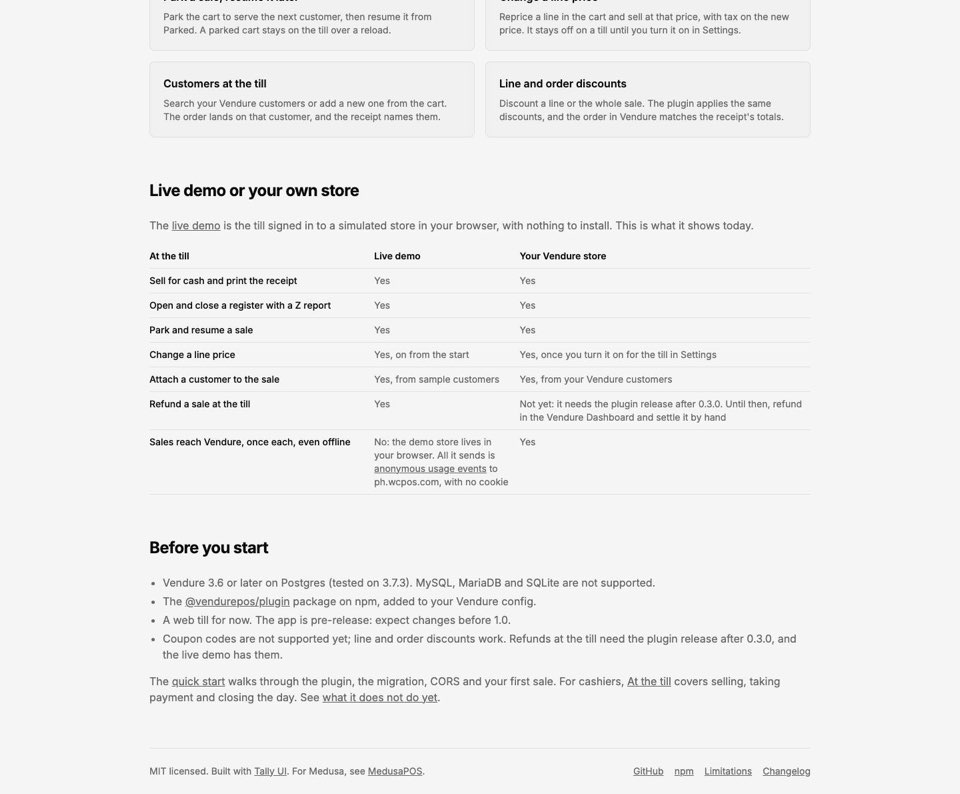 Park the cart to serve the next customer, then resume it from
Parked. A parked cart stays on the till over a reload.
Reprice a line in the cart and sell at that price, with tax on the new
price. It stays off on a till until you turn it on in Settings.
Customers at the till
Search your Vendure customers or add a new one from the cart.
The order lands on that customer, and the receipt names them.
Line and order discounts
Discount a line or the whole sale. The plugin applies the same
discounts, and the order in Vendure matches the receipt's totals.
Live demo or your own store
The live demo is the till signed in to a simulated store in your browser, with nothing to install. This is what it shows today.
At the till Live demo Your Vendure store
Sell for cash and print the receipt Yes Yes
Open and close a register with a Z report Yes Yes
Park and resume a sale Yes Yes
Change a line price Yes, on from the start Yes, once you turn it on for the till in Settings
Attach a customer to the sale Yes, from sample customers Yes, from your Vendure customers
Refund a sale at the till Yes Not yet: it needs the plugin release after 0.3.0. Until then, refund
in the Vendure Dashboard and settle it by hand
Sales reach Vendure, once each, even offline No: the demo store lives in Yes
your browser. All it sends is
anonymous usage events to
ph.wcpos.com, with no cookie
Before you start
• Vendure 3.6 or later on Postgres (tested on 3.7.3). MySQL, MariaDB and SQLite are not supported.
• The @vendurepos/plugin package on npm, added to your Vendure config.
• A web till for now. The app is pre-release: expect changes before 1.0.
• Coupon codes are not supported yet; line and order discounts work. Refunds at the till need the plugin release after 0.3.0, and
the live demo has them.
The quick start walks through the plugin, the migration, CORS and your first sale. For cashiers, At the till covers selling, taking
payment and closing the day. See what it does not do yet.
MIT licensed. Built with Tally UI. For Medusa, see MedusaPOS.
GitHub npm Limitations Changelog